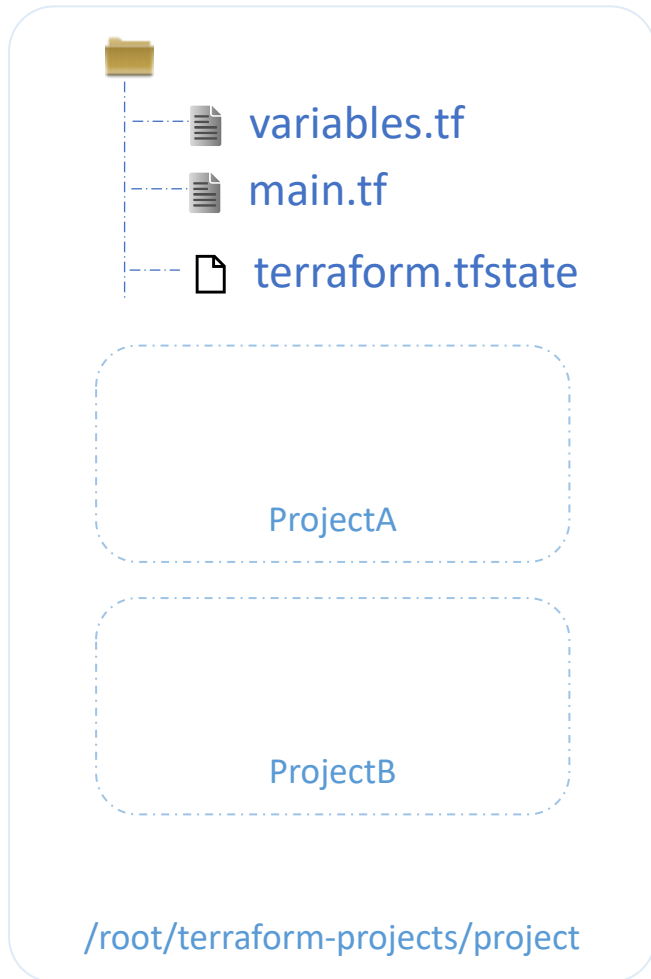 variables.tf
main.tf
terraform.tfstate
ProjectA
ProjectB
/root/terraform-projects/project